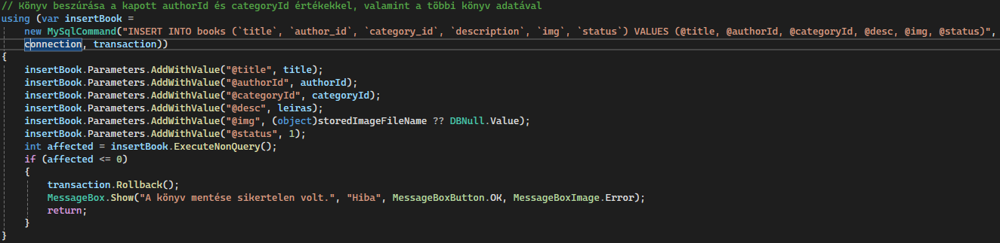 // Könyv beszúrása a kapott authorId és categoryId értékekkel, valamint a többi könyv adatával
using (var insertBook =
    new MySqlCommand("INSERT INTO books (`title`, `author_id`, `category_id`, `description`, `img`, `status`) VALUES (@title, @authorId, @categoryId, @desc, @img, @status)",
    connection, transaction))
{
    insertBook.Parameters.AddWithValue("@title", title);
    insertBook.Parameters.AddWithValue("@authorId", authorId);
    insertBook.Parameters.AddWithValue("@categoryId", categoryId);
    insertBook.Parameters.AddWithValue("@desc", leiras);
    insertBook.Parameters.AddWithValue("@img", (object)storedImageFileName ?? DBNull.Value);
    insertBook.Parameters.AddWithValue("@status", 1);
    int affected = insertBook.ExecuteNonQuery();
    if (affected <= 0)
    {
        transaction.Rollback();
        MessageBox.Show("A könyv mentése sikertelen volt.", "Hiba", MessageBoxButton.OK, MessageBoxImage.Error);
        return;
    }
}